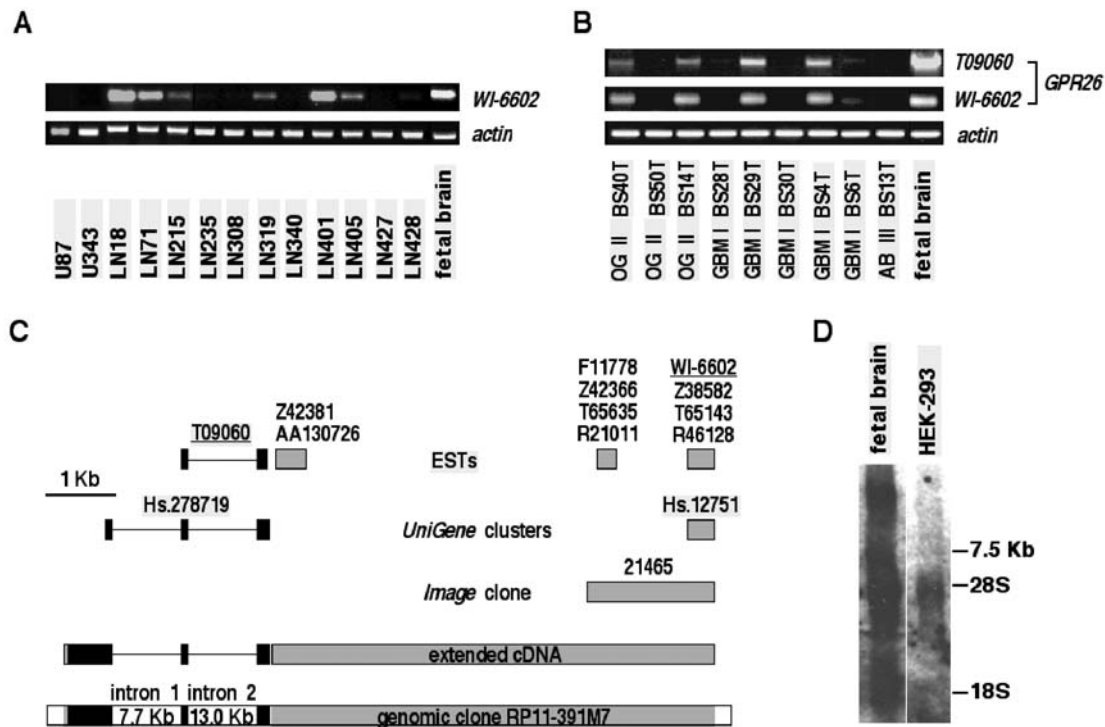 A
WI-6602
actin
U87
U343
LN18
LN71
LN215
LN235
LN308
LN319
LN340
LN401
LN405
LN427
LN428
fetal brain
B
T09060
WI-6602
GPR26
actin
OG II BS40T
OG II BS50T
OG II BS14T
GBM I BS28T
GBM I BS29T
GBM I BS30T
GBM I BS4T
GBM I BS6T
AB III BS13T
fetal brain
C
T09060
Z42381
AA130726
ESTs
F11778
Z42366
T65635
R21011
WI-6602
Z38582
T65143
R46128
1 Kb
Hs.278719
UniGene clusters
Hs.12751
21465
Image clone
extended cDNA
intron 1 intron 2
7.7 Kb 13.0 Kb
genomic clone RP11-391M7
D
fetal brain
HEK-293
7.5 Kb
28S
18S